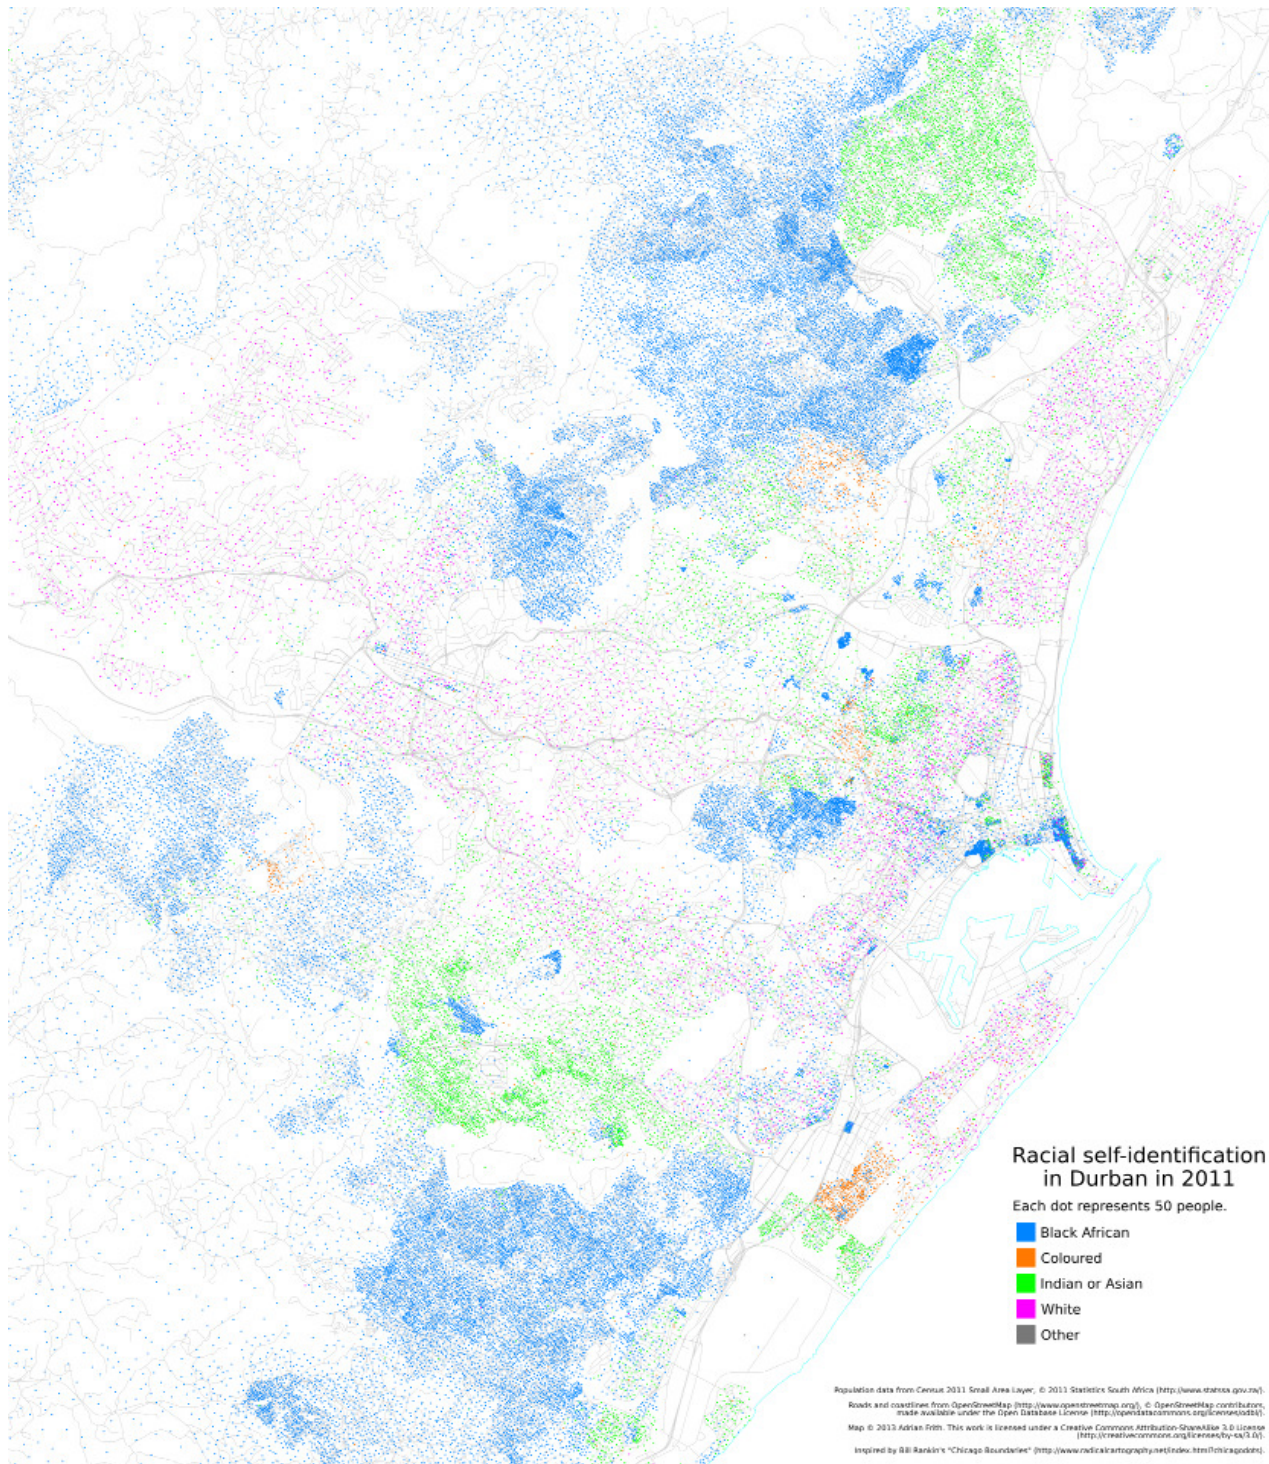 Racial self-identification
in Durban in 2011
Each dot represents 50 people.
Black African
Coloured
Indian or Asian
White
Other
Population data from Census 2011 Small Area Layer, © 2011 Statistics South Africa (http://www.statssa.gov.za/).
Roads and coastlines from OpenStreetMap (http://www.openstreetmap.org/), © OpenStreetMap contributors,
made available under the Open Database License (http://opendatacommons.org/licenses/odbl/).
Map © 2013 Adrian Frith. This work is licensed under a Creative Commons Attribution-ShareAlike 3.0 License
(http://creativecommons.org/licenses/by-sa/3.0/).
Inspired by Bill Rankin's "Chicago Boundaries" (http://www.radicalcartography.net/index.html?chicagodots).